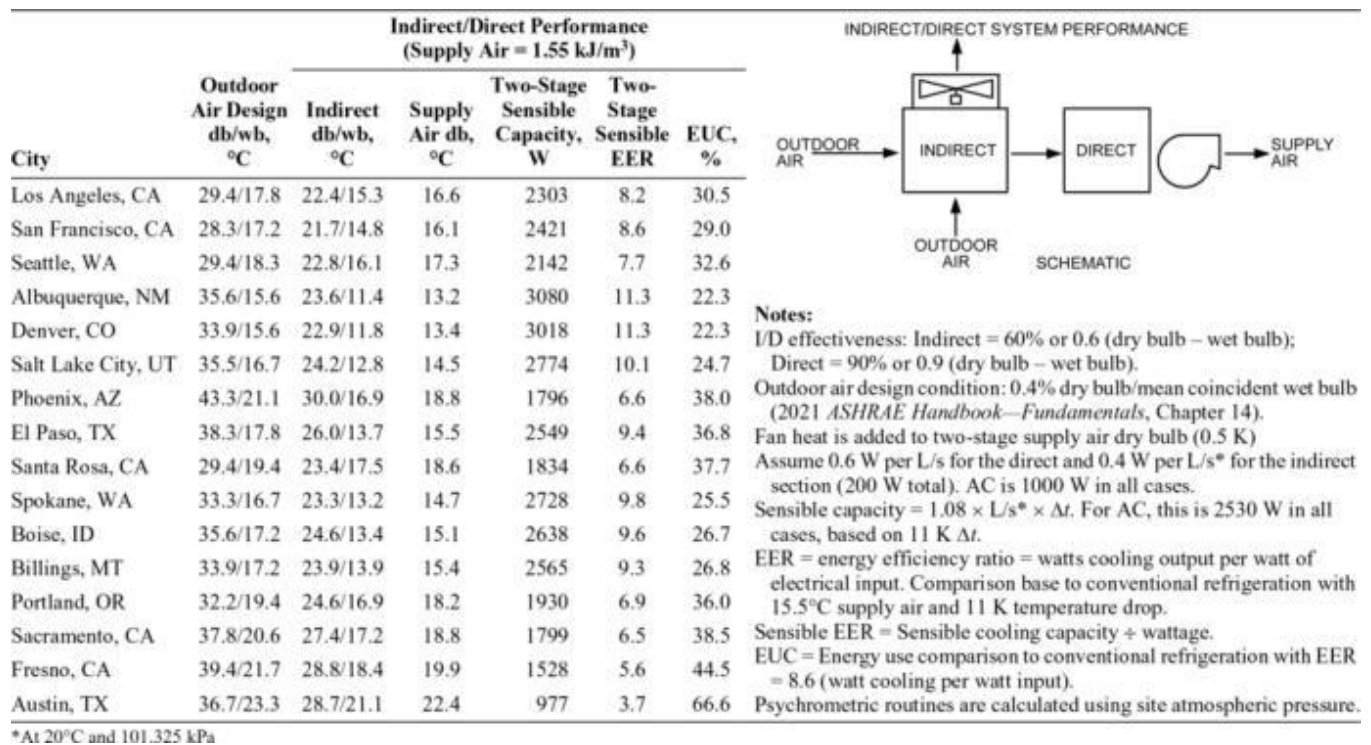 Indirect/Direct Performance
(Supply Air = 1.55 kJ/m³)
City
Outdoor Air Design db/wb, °C
Indirect db/wb, °C
Supply Air db, °C
Two-Stage Sensible Capacity, W
Two-Stage Sensible EER
EUC, %
Los Angeles, CA 29.4/17.8 22.4/15.3 16.6 2303 8.2 30.5
San Francisco, CA 28.3/17.2 21.7/14.8 16.1 2421 8.6 29.0
Seattle, WA 29.4/18.3 22.8/16.1 17.3 2142 7.7 32.6
Albuquerque, NM 35.6/15.6 23.6/11.4 13.2 3080 11.3 22.3
Denver, CO 33.9/15.6 22.9/11.8 13.4 3018 11.3 22.3
Salt Lake City, UT 35.5/16.7 24.2/12.8 14.5 2774 10.1 24.7
Phoenix, AZ 43.3/21.1 30.0/16.9 18.8 1796 6.6 38.0
El Paso, TX 38.3/17.8 26.0/13.7 15.5 2549 9.4 36.8
Santa Rosa, CA 29.4/19.4 23.4/17.5 18.6 1834 6.6 37.7
Spokane, WA 33.3/16.7 23.3/13.2 14.7 2728 9.8 25.5
Boise, ID 35.6/17.2 24.6/13.4 15.1 2638 9.6 26.7
Billings, MT 33.9/17.2 23.9/13.9 15.4 2565 9.3 26.8
Portland, OR 32.2/19.4 24.6/16.9 18.2 1930 6.9 36.0
Sacramento, CA 37.8/20.6 27.4/17.2 18.8 1799 6.5 38.5
Fresno, CA 39.4/21.7 28.8/18.4 19.9 1528 5.6 44.5
Austin, TX 36.7/23.3 28.7/21.1 22.4 977 3.7 66.6
*At 20°C and 101.325 kPa
INDIRECT/DIRECT SYSTEM PERFORMANCE
OUTDOOR
AIR
INDIRECT
DIRECT
SUPPLY
AIR
OUTDOOR
AIR
SCHEMATIC
Notes:
I/D effectiveness: Indirect = 60% or 0.6 (dry bulb – wet bulb);
Direct = 90% or 0.9 (dry bulb – wet bulb).
Outdoor air design condition: 0.4% dry bulb/mean coincident wet bulb
(2021 ASHRAE Handbook—Fundamentals, Chapter 14).
Fan heat is added to two-stage supply air dry bulb (0.5 K)
Assume 0.6 W per L/s for the direct and 0.4 W per L/s* for the indirect
section (200 W total). AC is 1000 W in all cases.
Sensible capacity = 1.08 × L/s* × Δt. For AC, this is 2530 W in all
cases, based on 11 K Δt.
EER = energy efficiency ratio = watts cooling output per watt of
electrical input. Comparison base to conventional refrigeration with
15.5°C supply air and 11 K temperature drop.
Sensible EER = Sensible cooling capacity ÷ wattage.
EUC = Energy use comparison to conventional refrigeration with EER
= 8.6 (watt cooling per watt input).
Psychrometric routines are calculated using site atmospheric pressure.